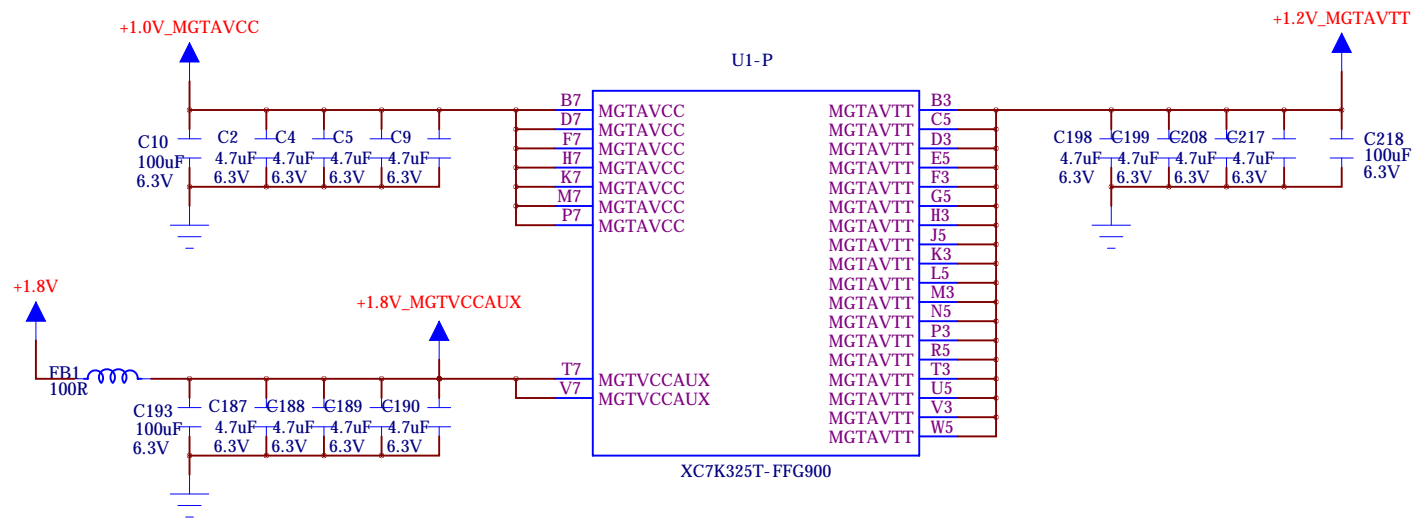 +1.0V_MGTAVCC
+1.2V_MGTAVTT
U1-P
B7 MGTAVCC
D7 MGTAVCC
F7 MGTAVCC
H7 MGTAVCC
K7 MGTAVCC
M7 MGTAVCC
P7 MGTAVCC
MGTAVTT B3
MGTAVTT C5
MGTAVTT D3
MGTAVTT E5
MGTAVTT F3
MGTAVTT G5
MGTAVTT H3
MGTAVTT J5
MGTAVTT K3
MGTAVTT L5
MGTAVTT M3
MGTAVTT N5
MGTAVTT P3
MGTAVTT R5
MGTAVTT T3
MGTAVTT U5
MGTAVTT V3
MGTAVTT W5
C10 C2 C4 C5 C9
100uF 4.7uF 4.7uF 4.7uF 4.7uF
6.3V 6.3V 6.3V 6.3V 6.3V
C198 C199 C208 C217 C218
4.7uF 4.7uF 4.7uF 4.7uF 100uF
6.3V 6.3V 6.3V 6.3V 6.3V
+1.8V
+1.8V_MGTVCCAUX
FB1
100R
T7 MGTVCCAUX
V7 MGTVCCAUX
C193 C187 C188 C189 C190
100uF 4.7uF 4.7uF 4.7uF 4.7uF
6.3V 6.3V 6.3V 6.3V 6.3V
XC7K325T-FFG900